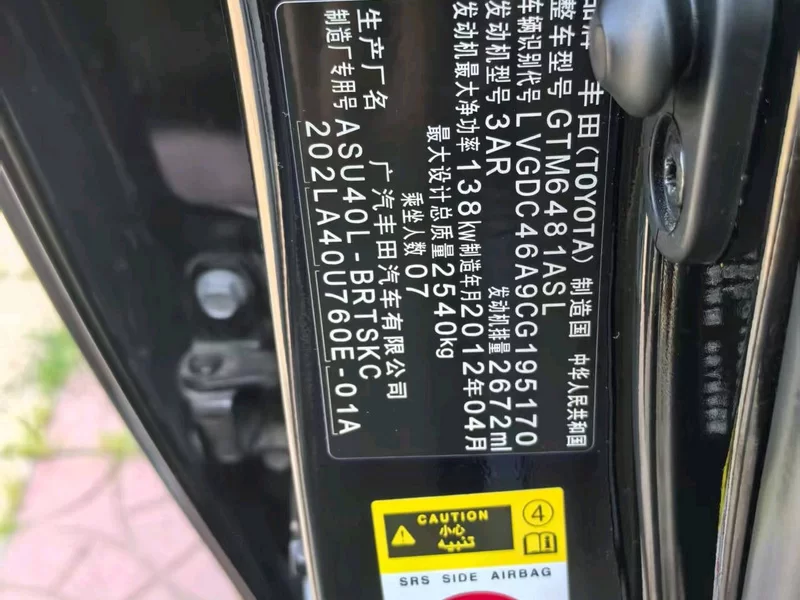 品牌 丰田(TOYOTA) 制造国 中华人民共和国
整车型号 GTM6481ASL
车辆识别代号 LVGDC46A9CG195170
发动机型号 3AR 发动机排量 2672ml
发动机最大净功率 138kw 制造年月 2012年04月
最大设计总质量 2540kg
乘坐人数 07
生产厂名 广汽丰田汽车有限公司
制造厂专用号 ASU40L-BRTSKC
202LA40U760E-01A
CAUTION
小心
تنبيه
4
SRS SIDE AIRBAG